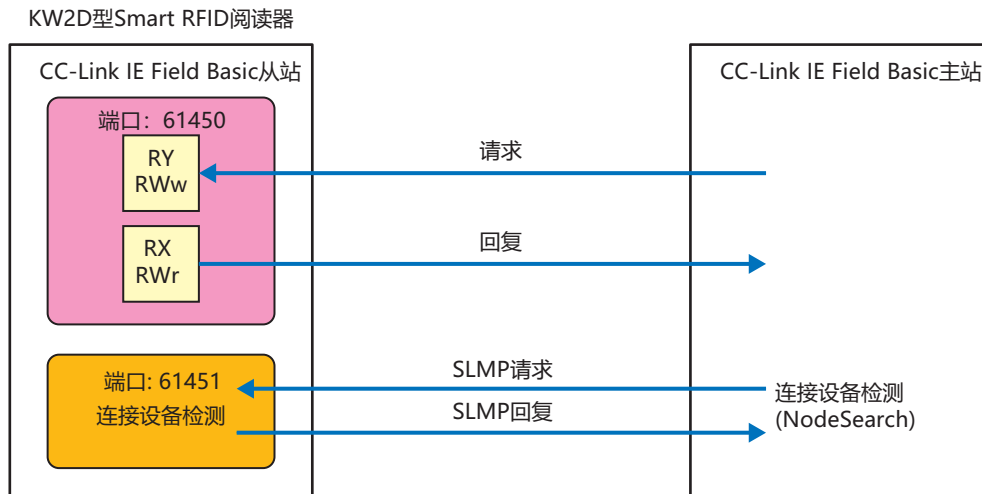 KW2D型Smart RFID阅读器
CC-Link IE Field Basic从站
CC-Link IE Field Basic主站
端口：61450
RY
RWw
请求
RX
RWr
回复
端口: 61451
连接设备检测
SLMP请求
SLMP回复
连接设备检测
(NodeSearch)